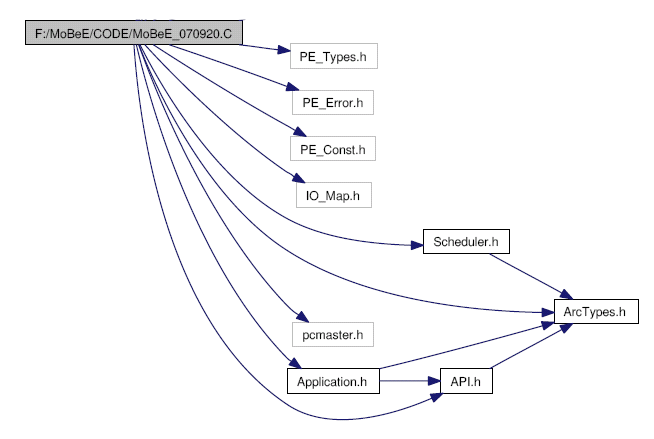 F:/MoBeE/CODE/MoBeE_070920.C
PE_Types.h
PE_Error.h
PE_Const.h
IO_Map.h
Scheduler.h
ArcTypes.h
pcmaster.h
Application.h
API.h